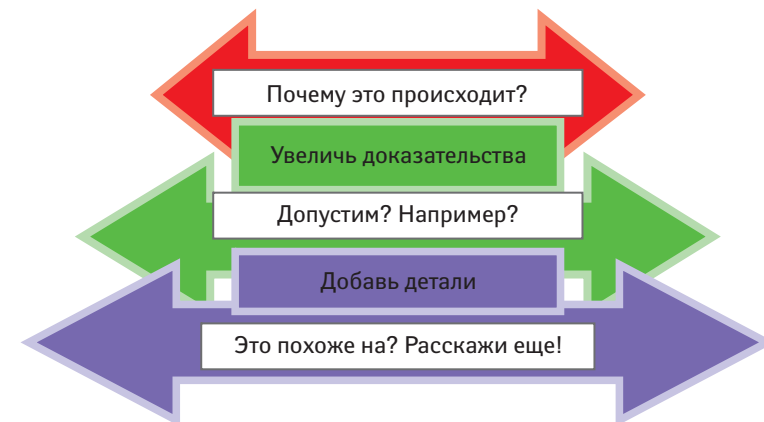 Почему это происходит?
Увеличь доказательства
Допустим? Например?
Добавь детали
Это похоже на? Расскажи еще!